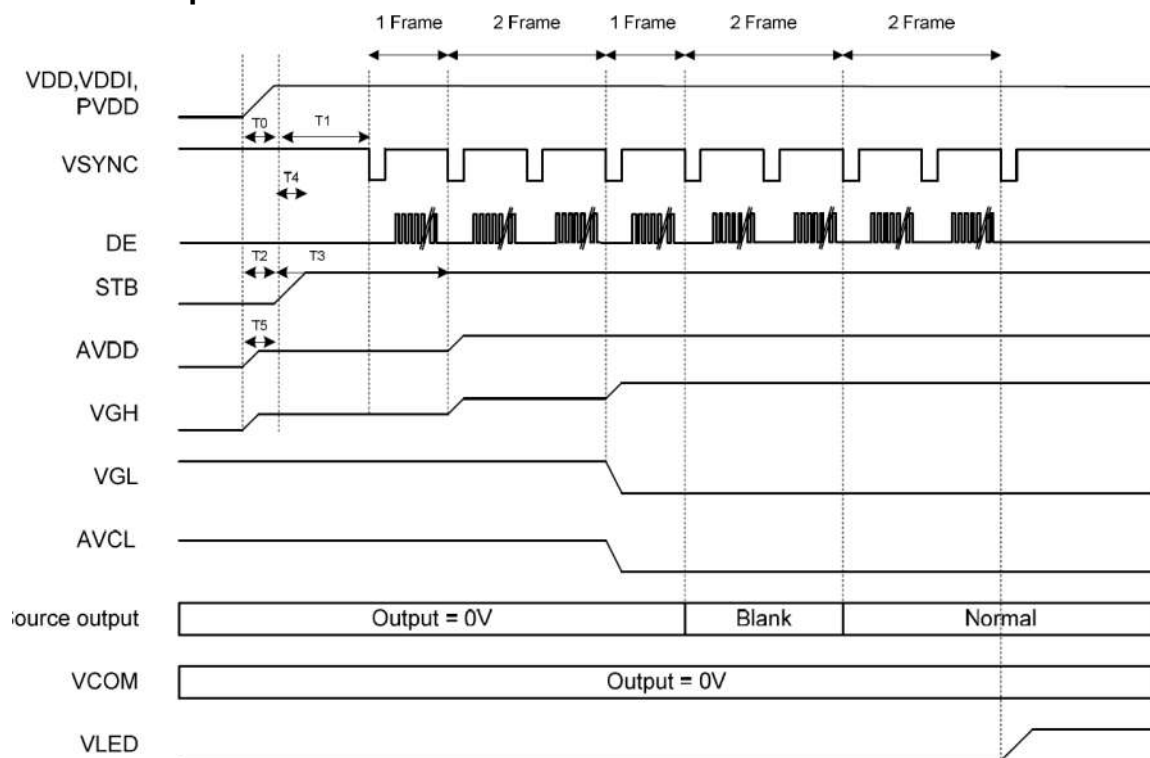 1 Frame 2 Frame 1 Frame 2 Frame 2 Frame
VDD,VDDI,
PVDD
T0 T1
VSYNC
T4
DE
T2 T3
STB
T5
AVDD
VGH
VGL
AVCL
ource output Output = 0V Blank Normal
VCOM Output = 0V
VLED